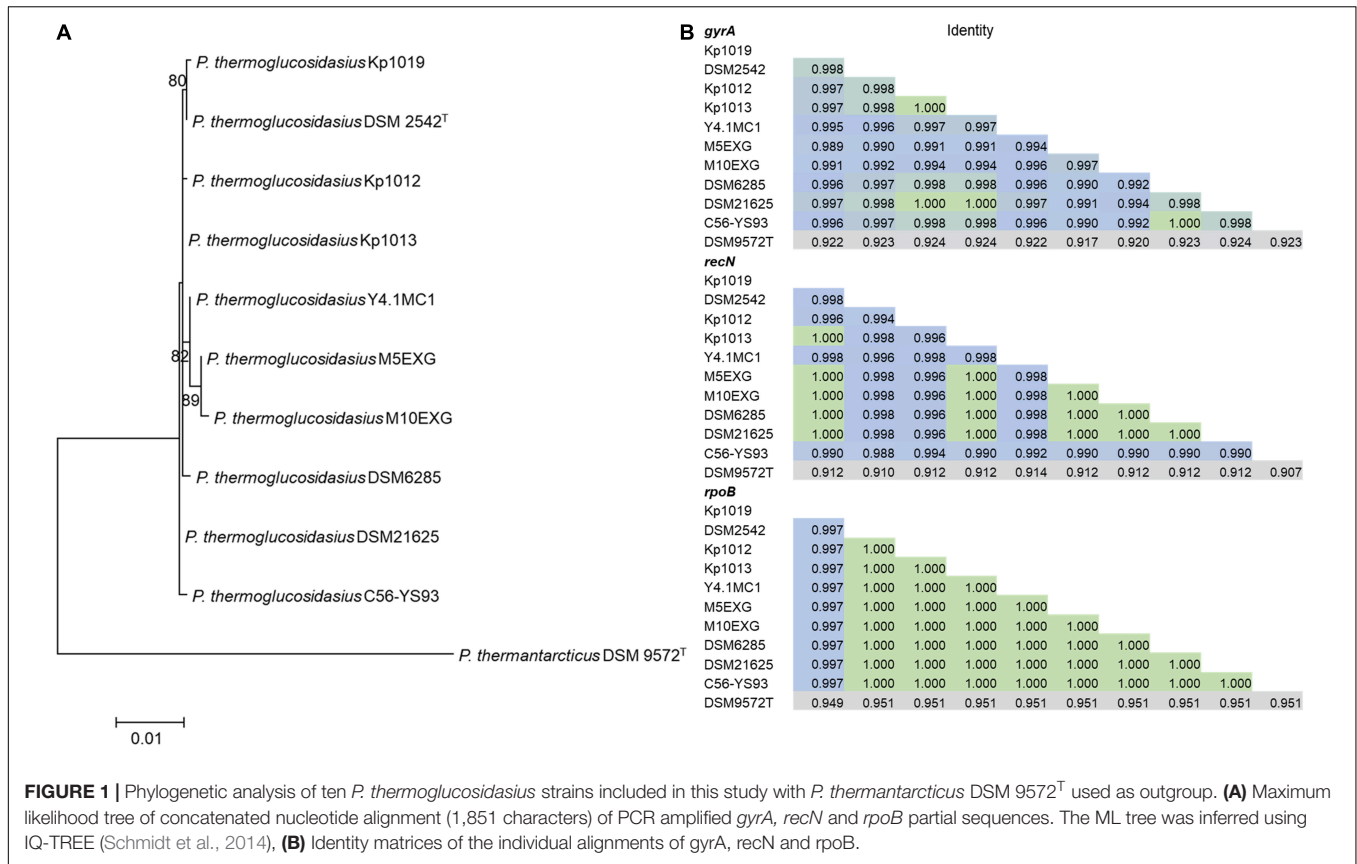 A
P. thermoglucosidasius Kp1019
80
P. thermoglucosidasius DSM 2542T
P. thermoglucosidasius Kp1012
P. thermoglucosidasius Kp1013
P. thermoglucosidasius Y4.1MC1
82
P. thermoglucosidasius M5EXG
89
P. thermoglucosidasius M10EXG
P. thermoglucosidasius DSM6285
P. thermoglucosidasius DSM21625
P. thermoglucosidasius C56-YS93
P. thermantarcticus DSM 9572T
0.01
B gyrA Identity
Kp1019
DSM2542 0.998
Kp1012 0.997 0.998
Kp1013 0.997 0.998 1.000
Y4.1MC1 0.995 0.996 0.997 0.997
M5EXG 0.989 0.990 0.991 0.991 0.994
M10EXG 0.991 0.992 0.994 0.994 0.996 0.997
DSM6285 0.996 0.997 0.998 0.998 0.996 0.990 0.992
DSM21625 0.997 0.998 1.000 1.000 0.997 0.991 0.994 0.998
C56-YS93 0.996 0.997 0.998 0.998 0.996 0.990 0.992 1.000 0.998
DSM9572T 0.922 0.923 0.924 0.924 0.922 0.917 0.920 0.923 0.924 0.923
recN
Kp1019
DSM2542 0.998
Kp1012 0.996 0.994
Kp1013 1.000 0.998 0.996
Y4.1MC1 0.998 0.996 0.998 0.998
M5EXG 1.000 0.998 0.996 1.000 0.998
M10EXG 1.000 0.998 0.996 1.000 0.998 1.000
DSM6285 1.000 0.998 0.996 1.000 0.998 1.000 1.000
DSM21625 1.000 0.998 0.996 1.000 0.998 1.000 1.000 1.000
C56-YS93 0.990 0.988 0.994 0.990 0.992 0.990 0.990 0.990 0.990
DSM9572T 0.912 0.910 0.912 0.912 0.914 0.912 0.912 0.912 0.912 0.907
rpoB
Kp1019
DSM2542 0.997
Kp1012 0.997 1.000
Kp1013 0.997 1.000 1.000
Y4.1MC1 0.997 1.000 1.000 1.000
M5EXG 0.997 1.000 1.000 1.000 1.000
M10EXG 0.997 1.000 1.000 1.000 1.000 1.000
DSM6285 0.997 1.000 1.000 1.000 1.000 1.000 1.000
DSM21625 0.997 1.000 1.000 1.000 1.000 1.000 1.000 1.000
C56-YS93 0.997 1.000 1.000 1.000 1.000 1.000 1.000 1.000 1.000
DSM9572T 0.949 0.951 0.951 0.951 0.951 0.951 0.951 0.951 0.951 0.951
FIGURE 1 | Phylogenetic analysis of ten P. thermoglucosidasius strains included in this study with P. thermantarcticus DSM 9572T used as outgroup. (A) Maximum
likelihood tree of concatenated nucleotide alignment (1,851 characters) of PCR amplified gyrA, recN and rpoB partial sequences. The ML tree was inferred using
IQ-TREE (Schmidt et al., 2014), (B) Identity matrices of the individual alignments of gyrA, recN and rpoB.